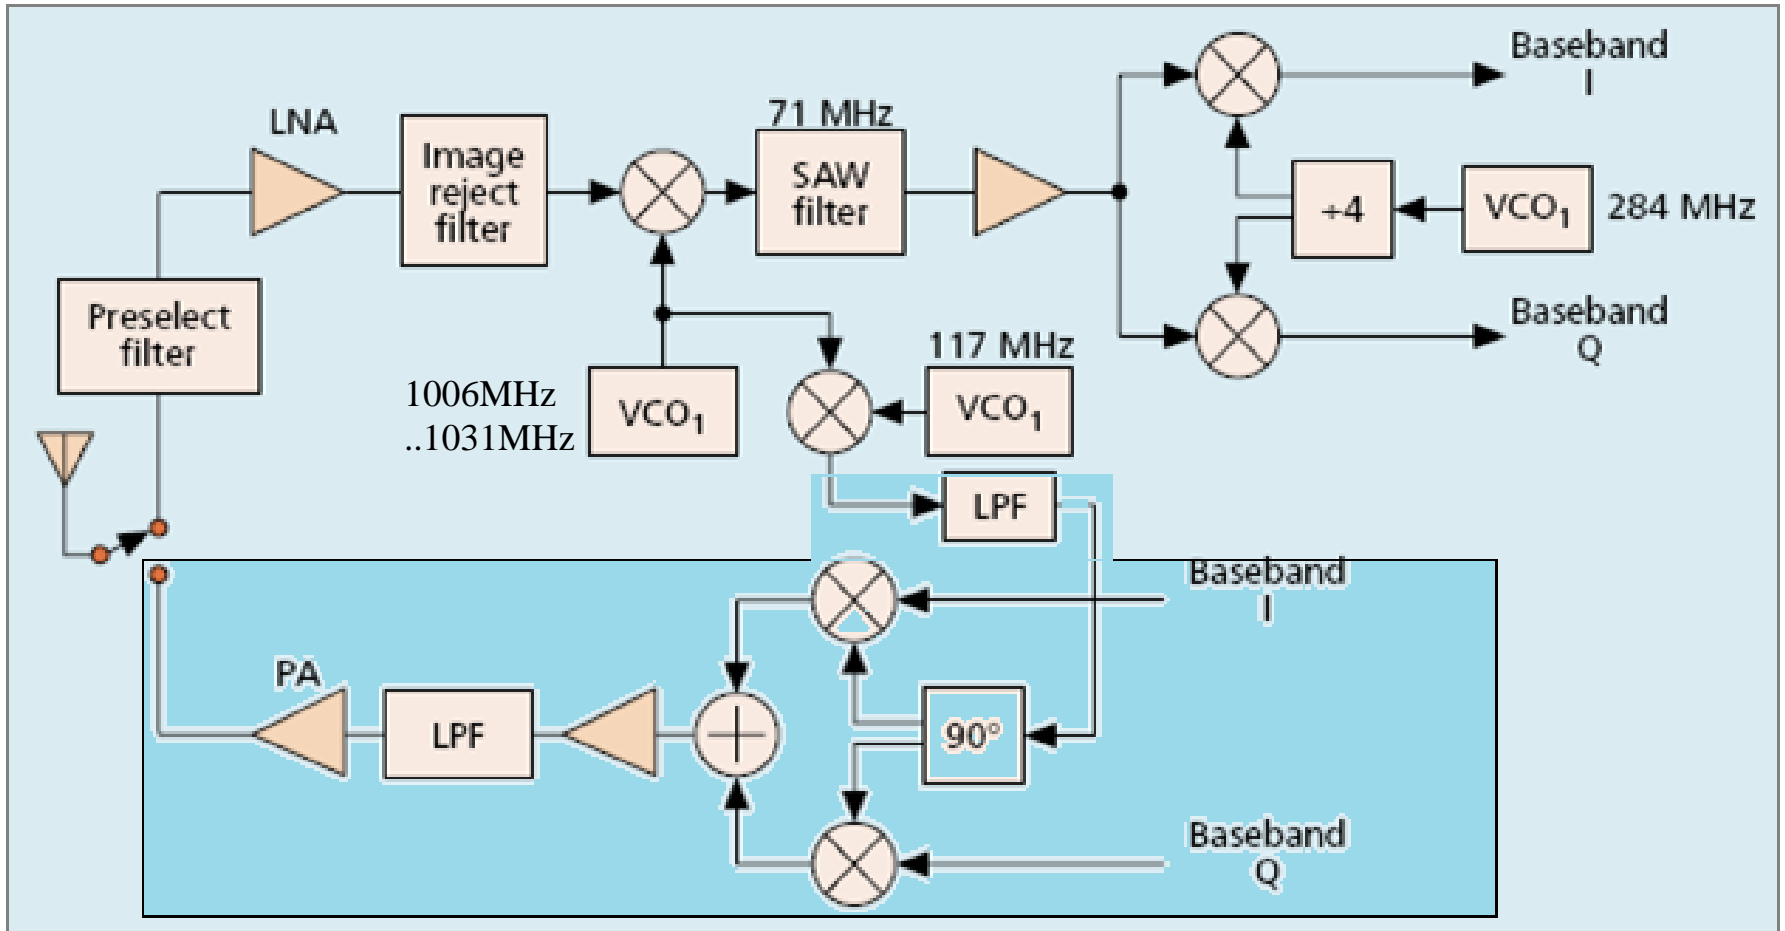 Baseband
I
LNA
71 MHz
Image
reject
filter
SAW
filter
÷4
VCO1
284 MHz
Preselect
filter
Baseband
Q
117 MHz
1006MHz
..1031MHz
VCO1
VCO1
LPF
Baseband
I
PA
LPF
90°
Baseband
Q